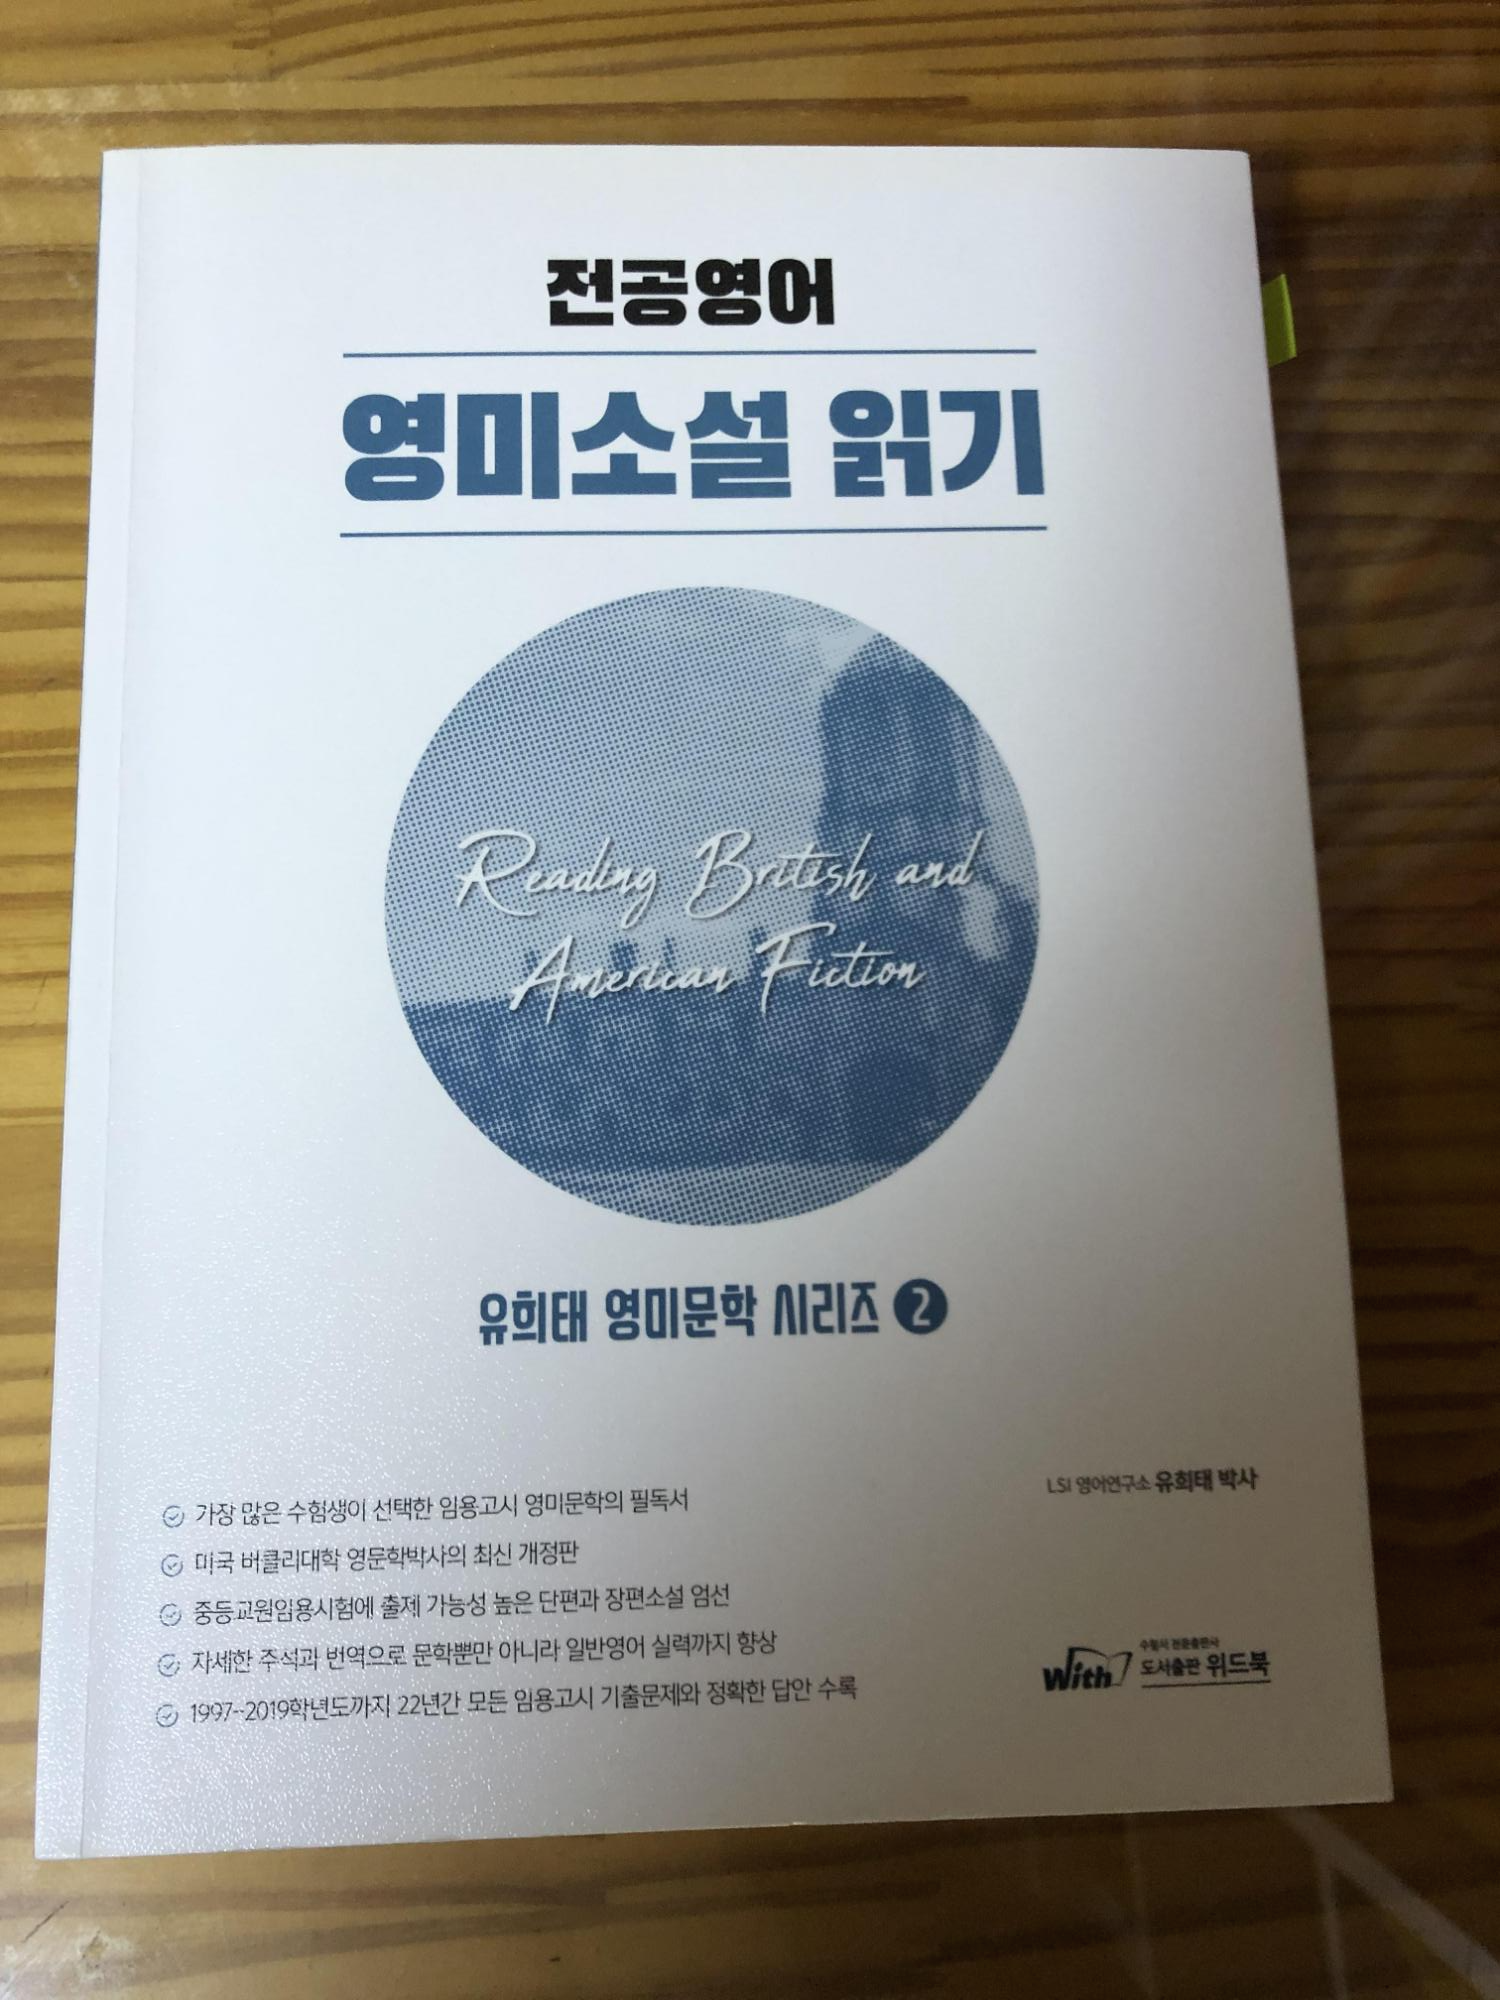 전공영어
영미소설 읽기
Reading British and
American Fiction
유희태 영미문학 시리즈 2
LSI 영어연구소 유희태 박사
가장 많은 수험생이 선택한 임용고시 영미문학의 필독서
미국 버클리대학 영문학박사의 최신 개정판
중등교원임용시험에 출제 가능성 높은 단편과 장편소설 엄선
자세한 주석과 번역으로 문학뿐만 아니라 일반영어 실력까지 향상
1997~2019학년도까지 22년간 모든 임용고시 기출문제와 정확한 답안 수록
수험서 전문출판사
With 도서출판 위드북